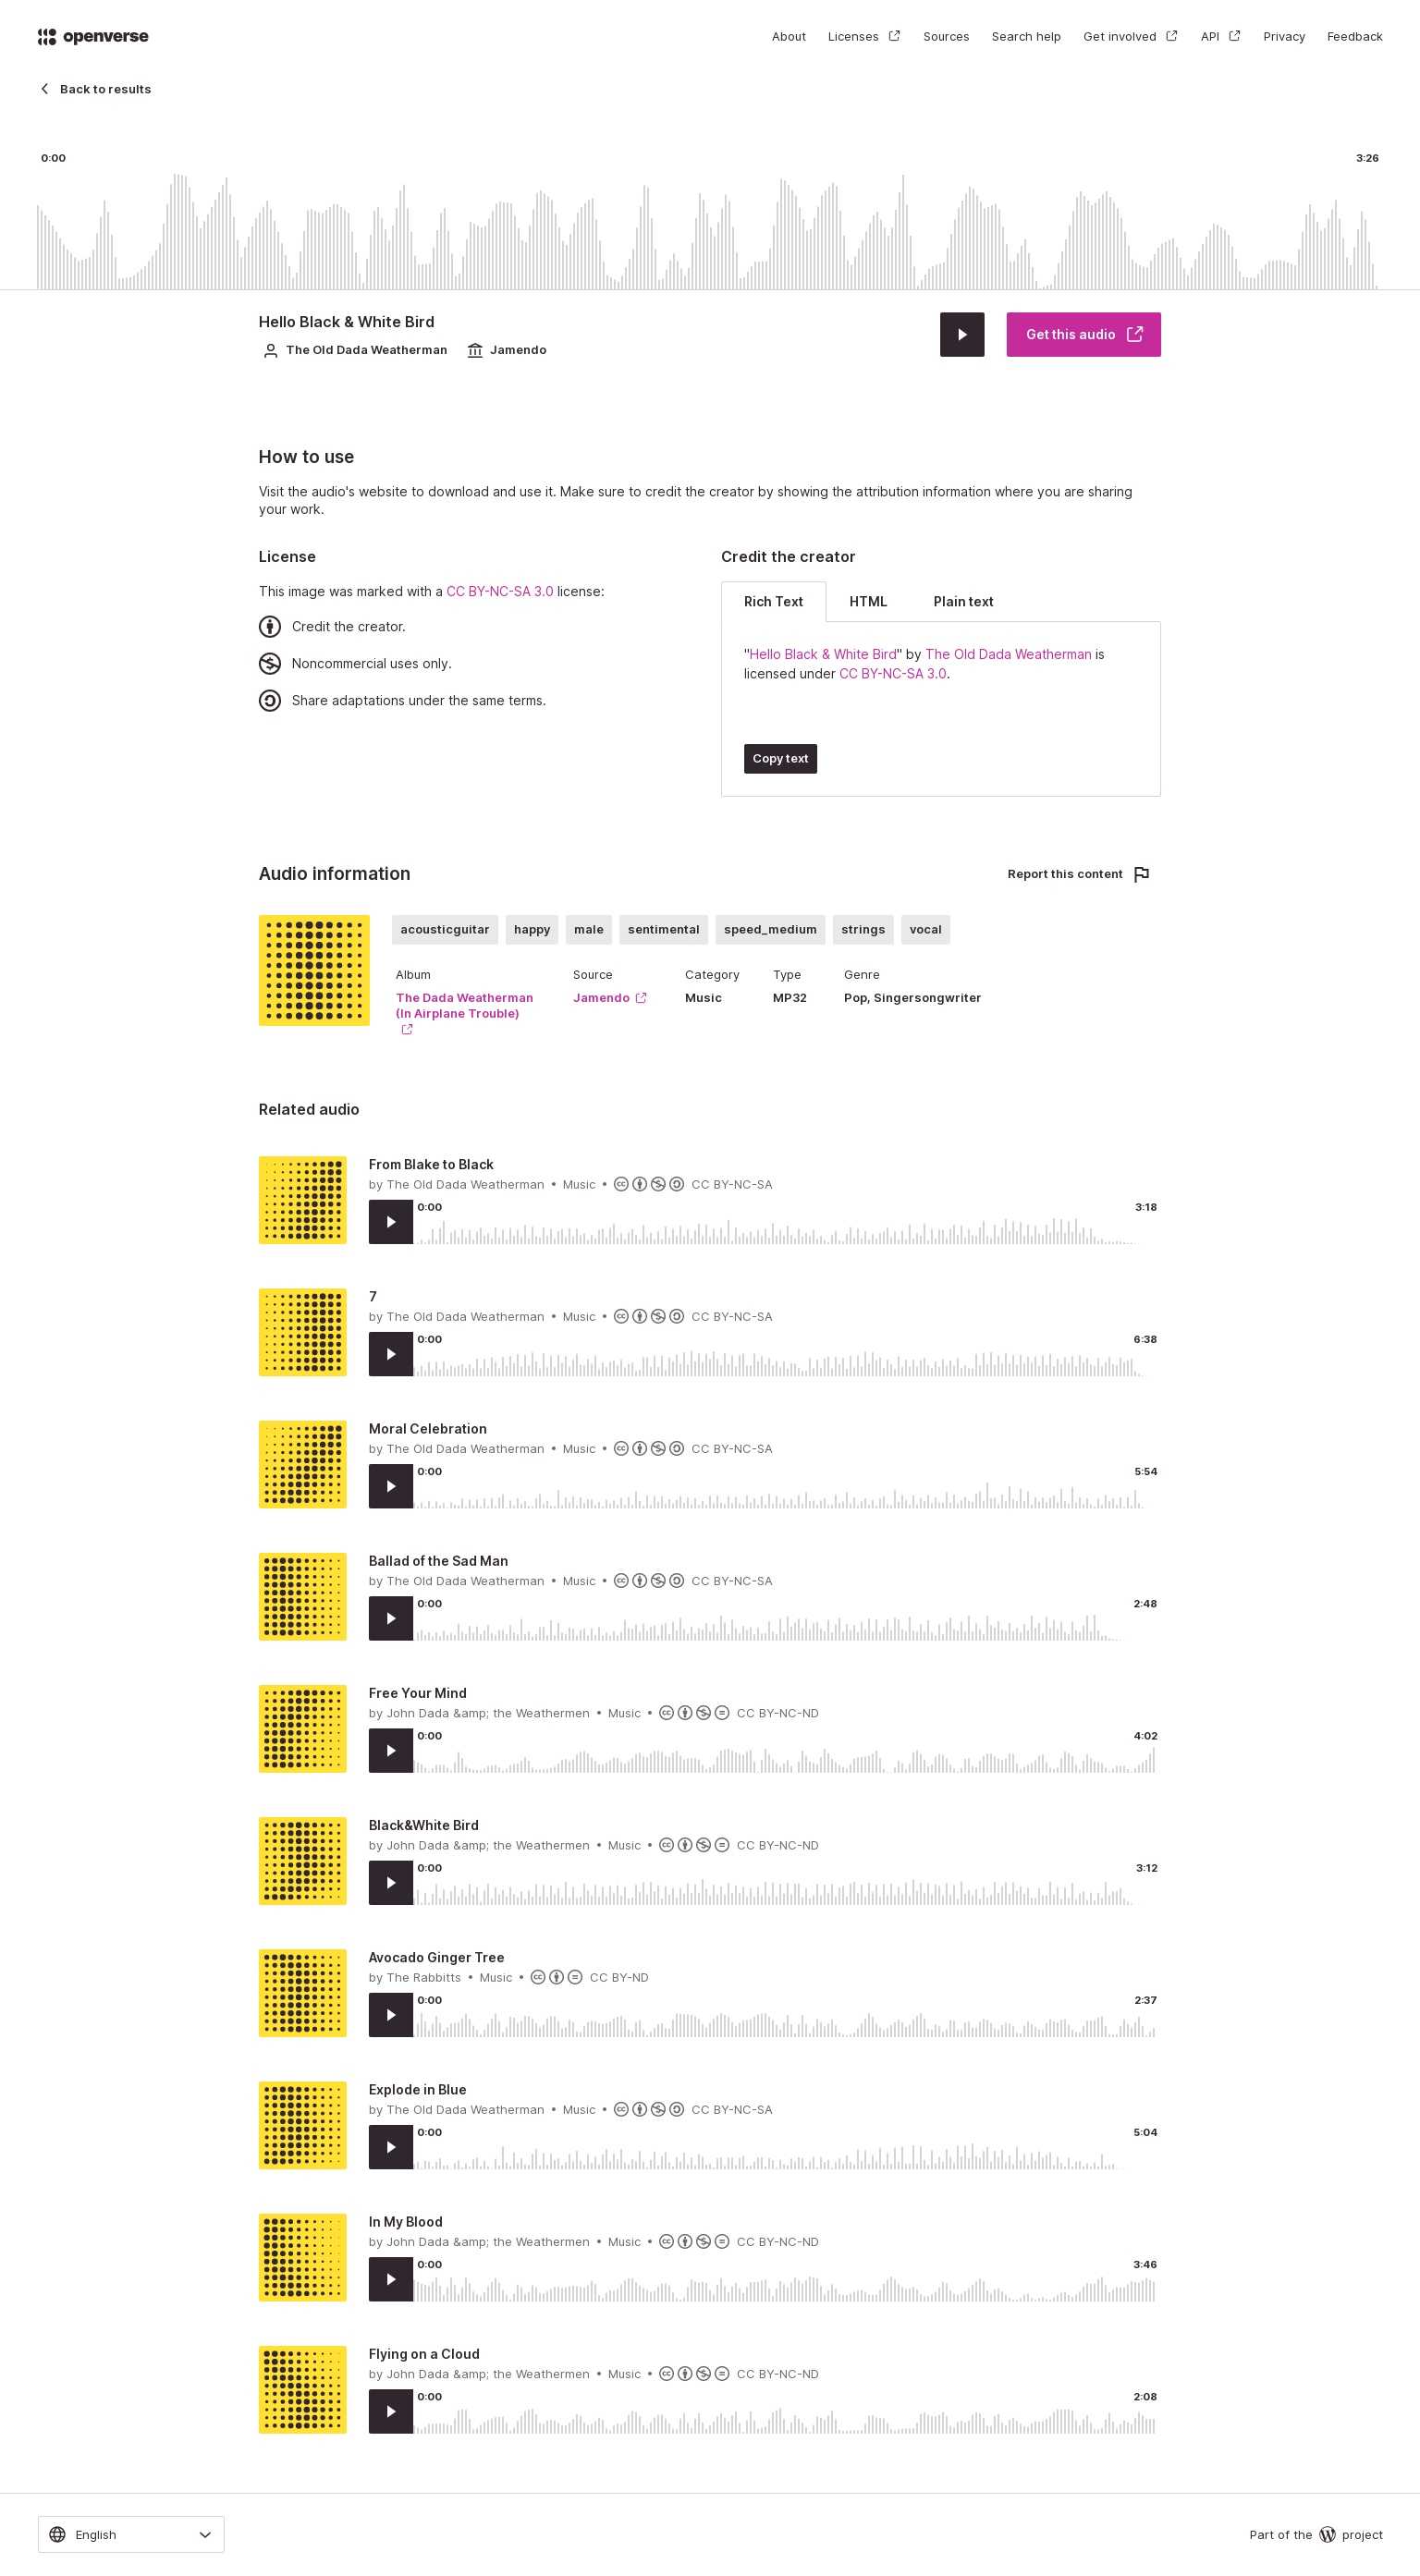 openverse
About Licenses Sources Search help Get involved API Privacy Feedback
Back to results
0:00 3:26
Hello Black & White Bird
The Old Dada Weatherman Jamendo
Get this audio
How to use
Visit the audio's website to download and use it. Make sure to credit the creator by showing the attribution information where you are sharing
your work.
License
This image was marked with a CC BY-NC-SA 3.0 license:
Credit the creator.
Noncommercial uses only.
Share adaptations under the same terms.
Credit the creator
Rich Text HTML Plain text
"Hello Black & White Bird" by The Old Dada Weatherman is
licensed under CC BY-NC-SA 3.0.
Copy text
Audio information
Report this content
acousticguitar happy male sentimental speed_medium strings vocal
Album Source Category Type Genre
The Dada Weatherman Jamendo Music MP32 Pop, Singersongwriter
(In Airplane Trouble)
Related audio
From Blake to Black
by The Old Dada Weatherman • Music • CC BY-NC-SA
0:00 3:18
7
by The Old Dada Weatherman • Music • CC BY-NC-SA
0:00 6:38
Moral Celebration
by The Old Dada Weatherman • Music • CC BY-NC-SA
0:00 5:54
Ballad of the Sad Man
by The Old Dada Weatherman • Music • CC BY-NC-SA
0:00 2:48
Free Your Mind
by John Dada &amp; the Weathermen • Music • CC BY-NC-ND
0:00 4:02
Black&White Bird
by John Dada &amp; the Weathermen • Music • CC BY-NC-ND
0:00 3:12
Avocado Ginger Tree
by The Rabbitts • Music • CC BY-ND
0:00 2:37
Explode in Blue
by The Old Dada Weatherman • Music • CC BY-NC-SA
0:00 5:04
In My Blood
by John Dada &amp; the Weathermen • Music • CC BY-NC-ND
0:00 3:46
Flying on a Cloud
by John Dada &amp; the Weathermen • Music • CC BY-NC-ND
0:00 2:08
English
Part of the project